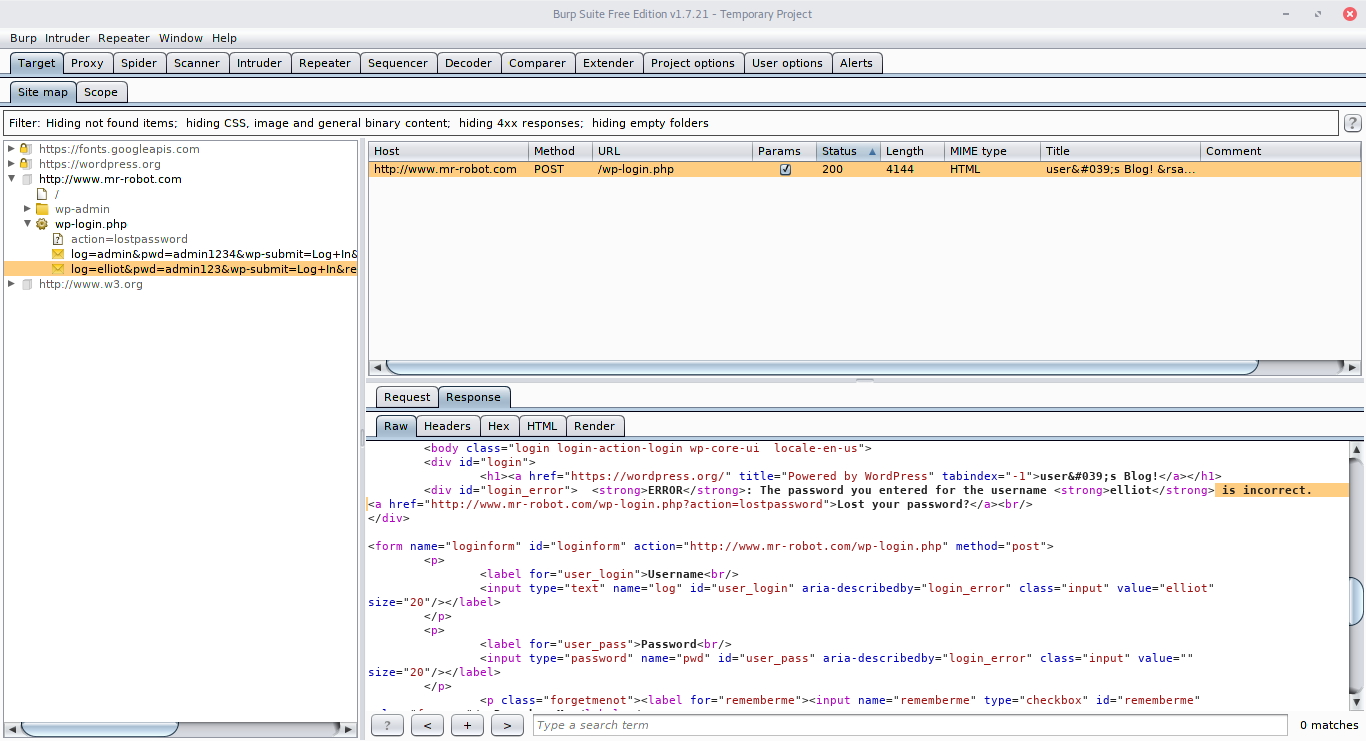 Burp Suite Free Edition v1.7.21 - Temporary Project
Burp Intruder Repeater Window Help
Target Proxy Spider Scanner Intruder Repeater Sequencer Decoder Comparer Extender Project options User options Alerts
Site map Scope
Filter: Hiding not found items; hiding CSS, image and general binary content; hiding 4xx responses; hiding empty folders
?
https://fonts.googleapis.com
https://wordpress.org
http://www.mr-robot.com
/
wp-admin
wp-login.php
action=lostpassword
log=admin&pwd=admin1234&wp-submit=Log+In&
log=elliot&pwd=admin123&wp-submit=Log+In&re
http://www.w3.org
Host Method URL Params Status Length MIME type Title Comment
http://www.mr-robot.com POST /wp-login.php 200 4144 HTML user&#039;s Blog! &rsa...
Request Response
Raw Headers Hex HTML Render
<body class="login login-action-login wp-core-ui  locale-en-us">
<div id="login">
<h1><a href="https://wordpress.org/" title="Powered by WordPress" tabindex="-1">user&#039;s Blog!</a></h1>
<div id="login_error">  <strong>ERROR</strong>: The password you entered for the username <strong>elliot</strong> is incorrect.
<a href="http://www.mr-robot.com/wp-login.php?action=lostpassword">Lost your password?</a><br/>
</div>
<form name="loginform" id="loginform" action="http://www.mr-robot.com/wp-login.php" method="post">
<p>
<label for="user_login">Username<br/>
<input type="text" name="log" id="user_login" aria-describedby="login_error" class="input" value="elliot"
size="20"/></label>
</p>
<p>
<label for="user_pass">Password<br/>
<input type="password" name="pwd" id="user_pass" aria-describedby="login_error" class="input" value=""
size="20"/></label>
</p>
<p class="forgetmenot"><label for="rememberme"><input name="rememberme" type="checkbox" id="rememberme"
? < + > Type a search term 0 matches